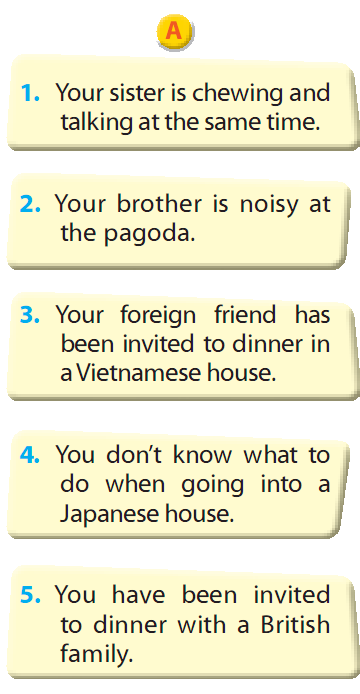 A
1. Your sister is chewing and
talking at the same time.
2. Your brother is noisy at
the pagoda.
3. Your foreign friend has
been invited to dinner in
a Vietnamese house.
4. You don't know what to
do when going into a
Japanese house.
5. You have been invited
to dinner with a British
family.